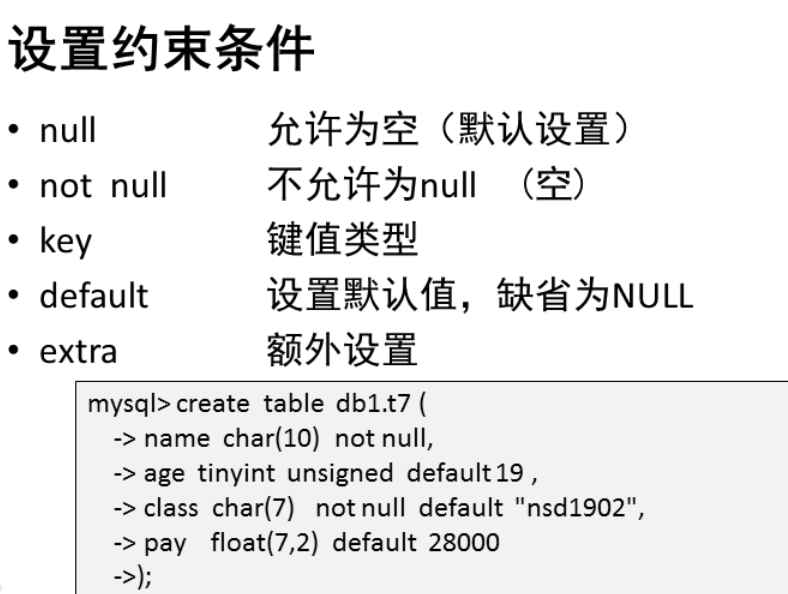 设置约束条件
• null 允许为空（默认设置）
• not null 不允许为null （空）
• key 键值类型
• default 设置默认值，缺省为NULL
• extra 额外设置
mysql> create table db1.t7 (
-> name char(10) not null,
-> age tinyint unsigned default 19 ,
-> class char(7) not null default "nsd1902",
-> pay float(7,2) default 28000
->);